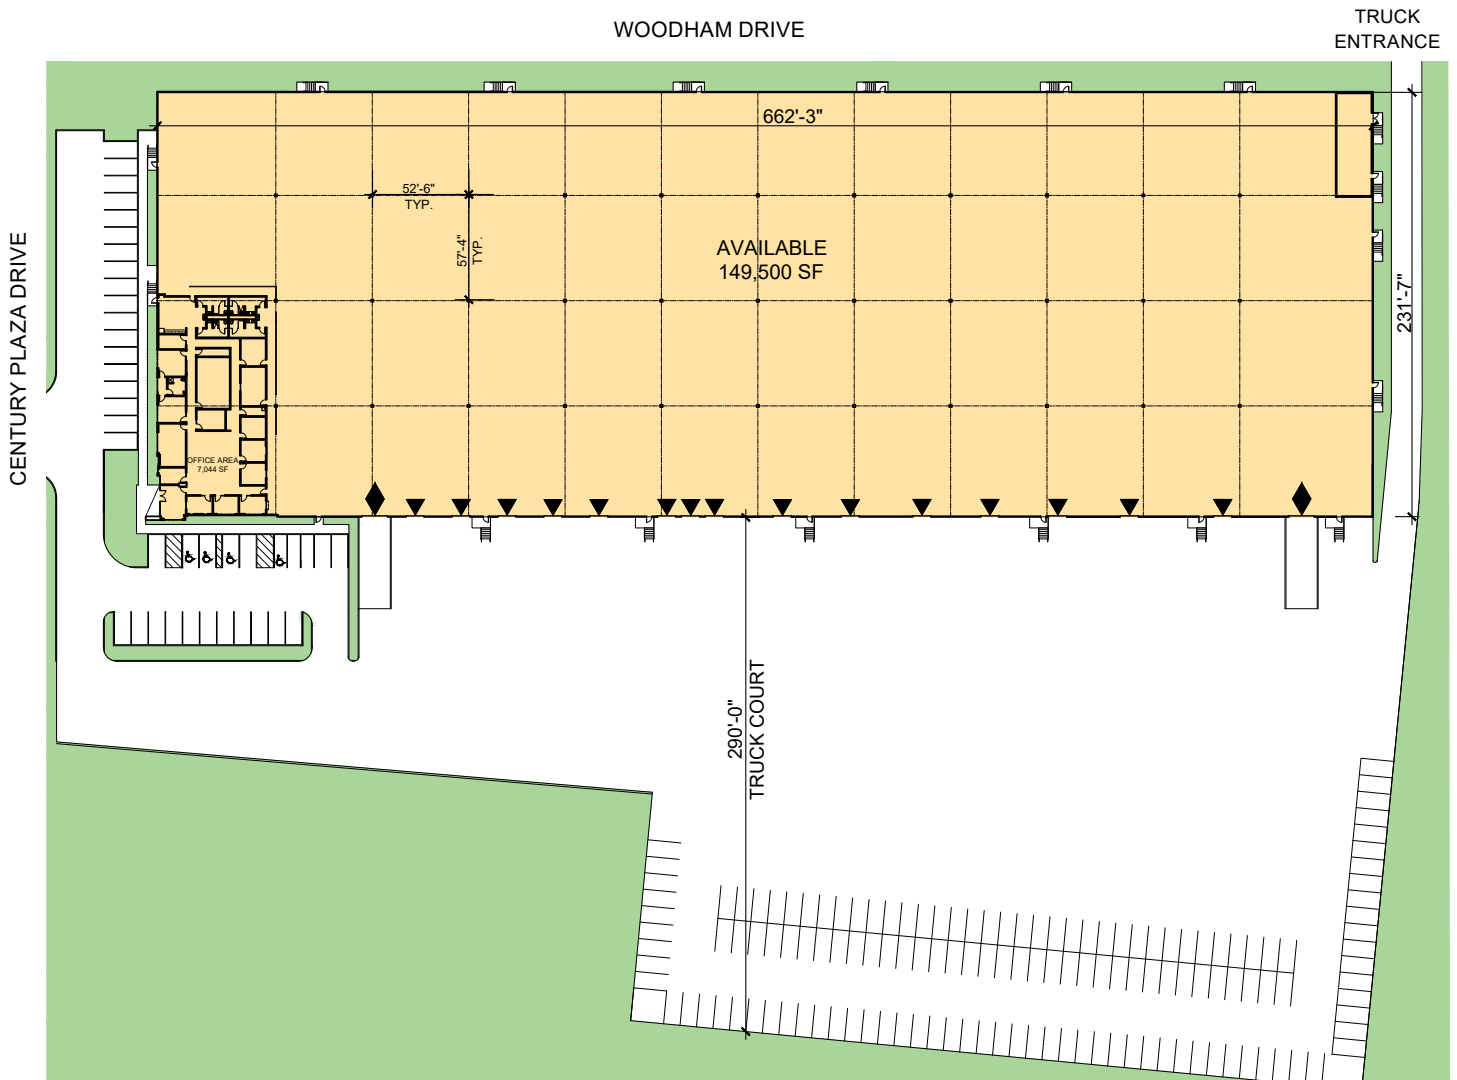 WOODHAM DRIVE
TRUCK
ENTRANCE
662'-3"
52'-6"
TYP.
57'-4"
TYP.
AVAILABLE
149,500 SF
231'-7"
CENTURY PLAZA DRIVE
OFFICE AREA
7,044 SF
290'-0"
TRUCK COURT